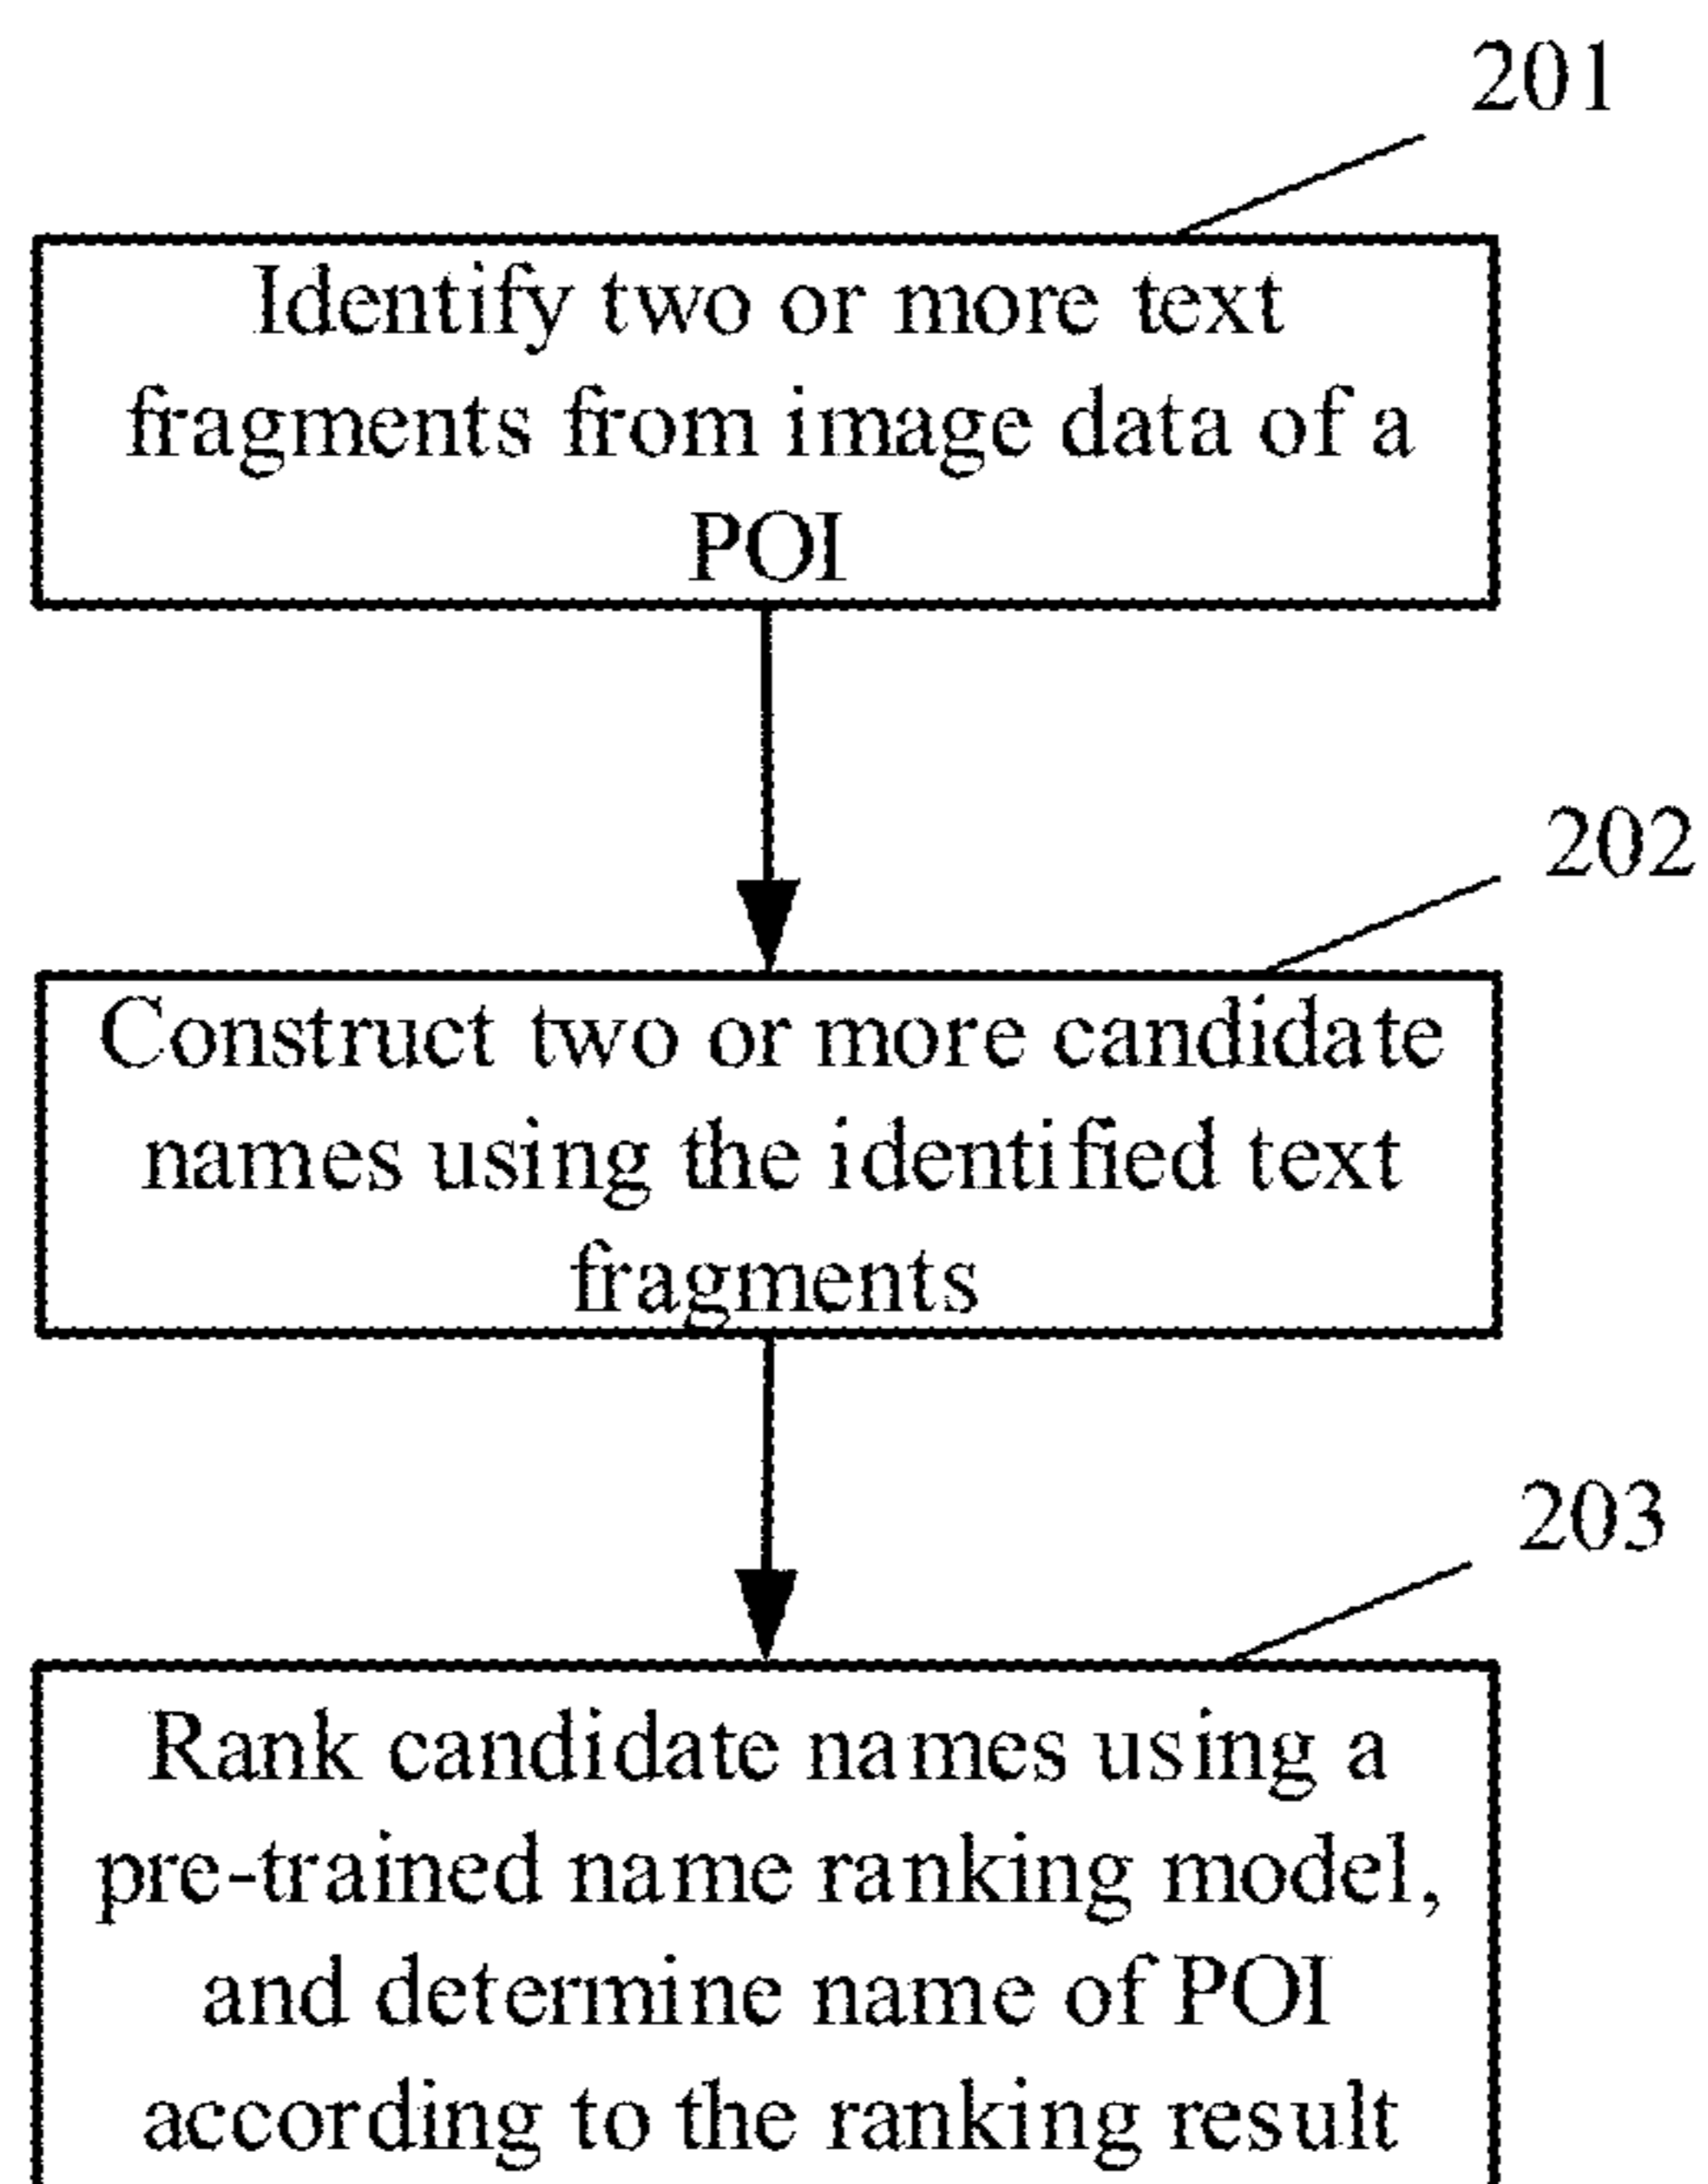 201
Identify two or more text
fragments from image data of a
POI
202
Construct two or more candidate
names using the identified text
fragments
203
Rank candidate names using a
pre-trained name ranking model,
and determine name of POI
according to the ranking result